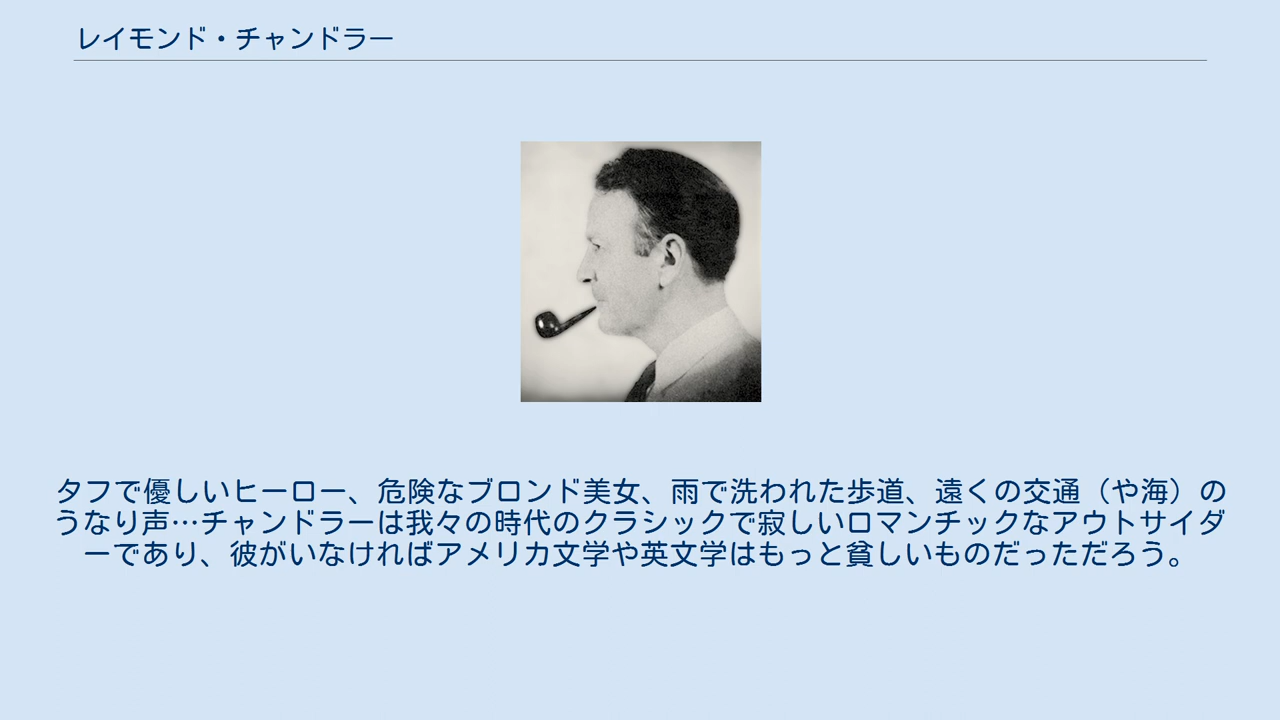 レイモンド・チャンドラー
タフで優しいヒーロー、危険なブロンド美女、雨で洗われた歩道、遠くの交通（や海）の
うなり声…チャンドラーは我々の時代のクラシックで寂しいロマンチックなアウトサイダ
ーであり、彼がいなければアメリカ文学や英文学はもっと貧しいものだっただろう。